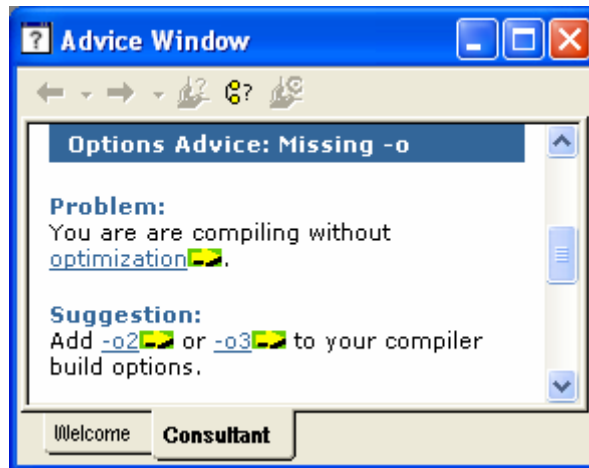 Advice Window
Options Advice: Missing -o
Problem:
You are are compiling without
optimization.
Suggestion:
Add -o2 or -o3 to your compiler
build options.
Welcome Consultant